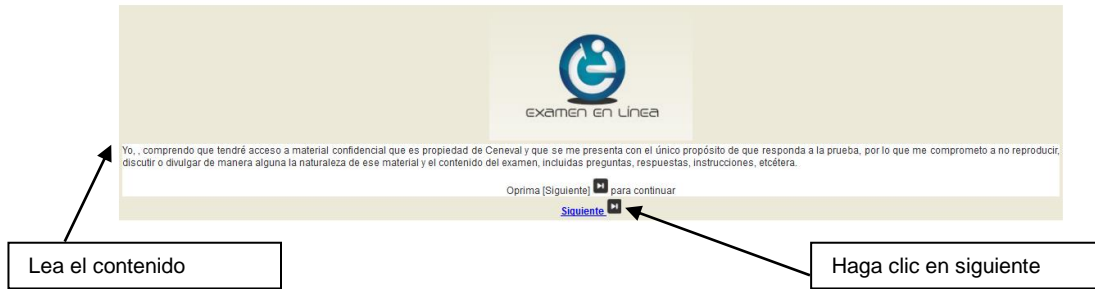 examen en línea
Yo, , comprendo que tendré acceso a material confidencial que es propiedad de Ceneval y que se me presenta con el único propósito de que responda a la prueba, por lo que me comprometo a no reproducir,
discutir o divulgar de manera alguna la naturaleza de ese material y el contenido del examen, incluidas preguntas, respuestas, instrucciones, etcétera.
Oprima [Siguiente] para continuar
Siguiente
Lea el contenido
Haga clic en siguiente